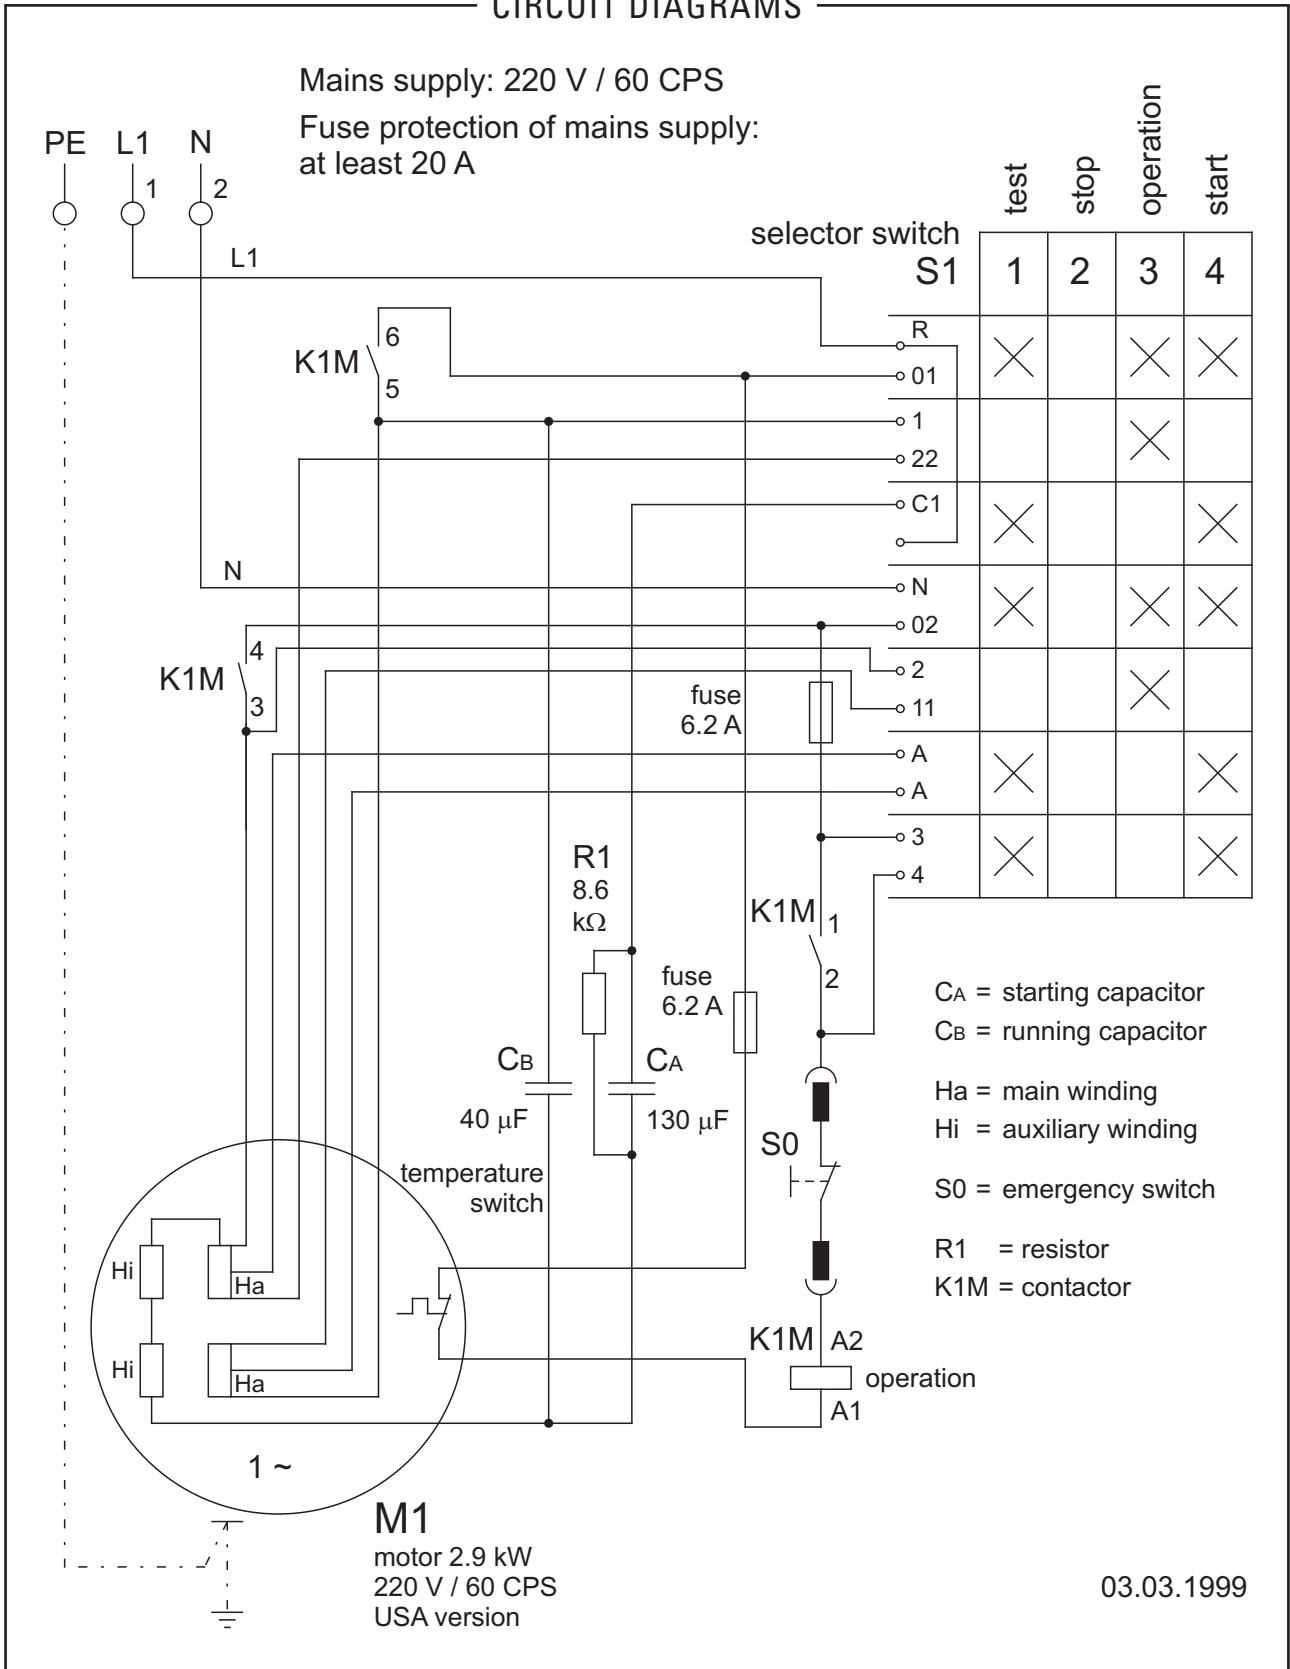 CIRCUIT DIAGRAMS
Mains supply: 220 V / 60 CPS
Fuse protection of mains supply:
at least 20 A
PE L1 N
1 2
test stop operation start
selector switch
S1 1 2 3 4
L1
R
01
K1M 6
5
1
22
C1
N
N
02
K1M 4
3
2
11
fuse
6.2 A
A
A
3
4
R1
8.6
kΩ
K1M 1
2
fuse
6.2 A
CA = starting capacitor
CB = running capacitor
CB
40 µF
CA
130 µF
Ha = main winding
Hi = auxiliary winding
S0
temperature
switch
S0 = emergency switch
R1 = resistor
K1M = contactor
Hi Ha
Hi Ha
K1M A2
operation
A1
1 ~
M1
motor 2.9 kW
220 V / 60 CPS
USA version
03.03.1999